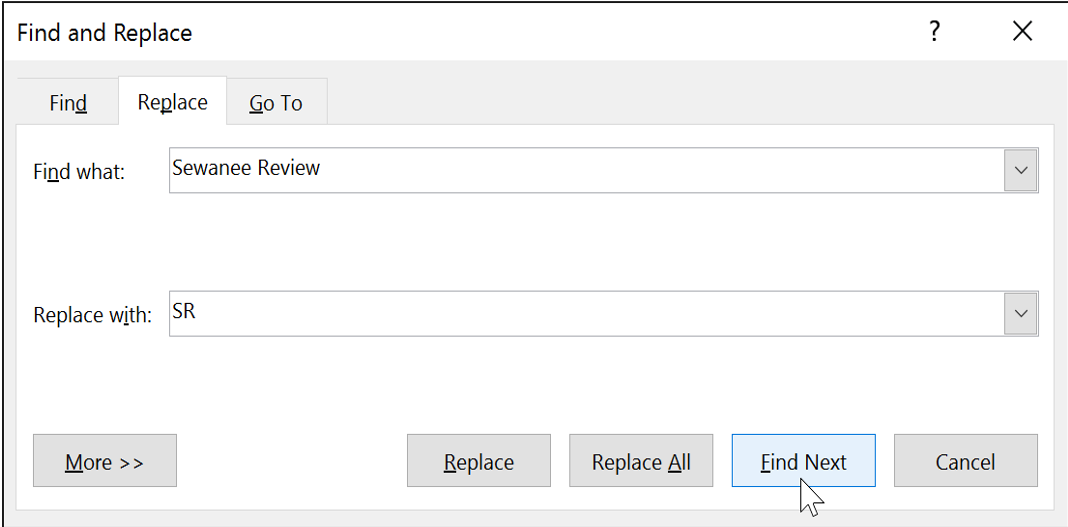 Find and Replace ?
Find Replace Go To
Find what: Sewanee Review
Replace with: SR
More >> Replace Replace All Find Next Cancel